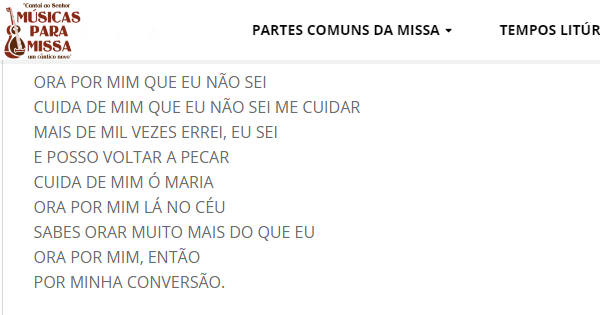 "Cantai ao Senhor
MÚSICAS
PARA
MISSA
um cântico novo"
PARTES COMUNS DA MISSA
TEMPOS LITÚR
ORA POR MIM QUE EU NÃO SEI
CUIDA DE MIM QUE EU NÃO SEI ME CUIDAR
MAIS DE MIL VEZES ERREI, EU SEI
E POSSO VOLTAR A PECAR
CUIDA DE MIM Ó MARIA
ORA POR MIM LÁ NO CÉU
SABES ORAR MUITO MAIS DO QUE EU
ORA POR MIM, ENTÃO
POR MINHA CONVERSÃO.